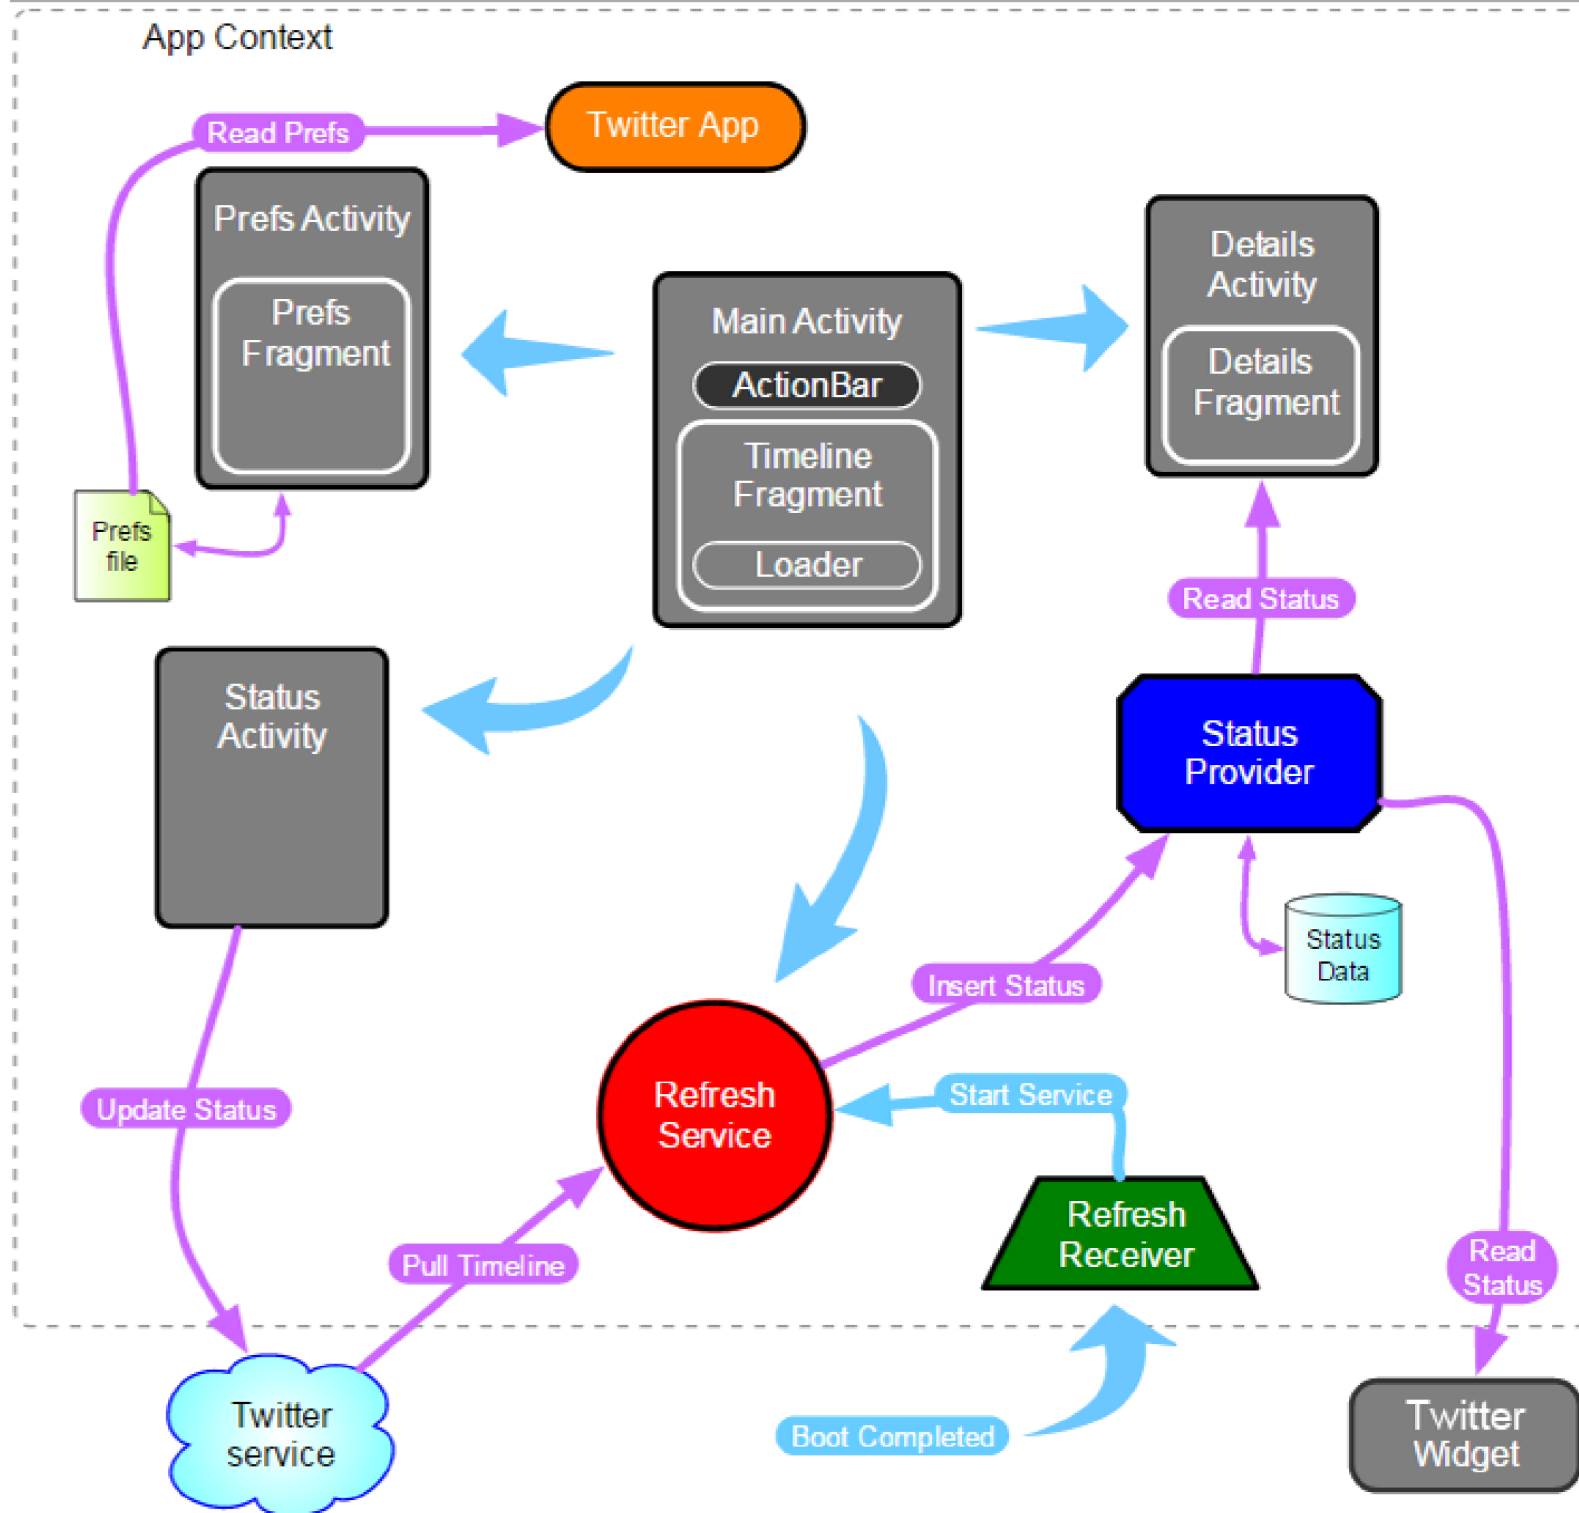 App Context
Read Prefs
Twitter App
Prefs Activity
Prefs
Fragment
Main Activity
ActionBar
Timeline
Fragment
Loader
Details
Activity
Details
Fragment
Prefs
file
Read Status
Status
Activity
Status
Provider
Status
Data
Insert Status
Update Status
Refresh
Service
Start Service
Pull Timeline
Refresh
Receiver
Read
Status
Twitter
service
Boot Completed
Twitter
Widget